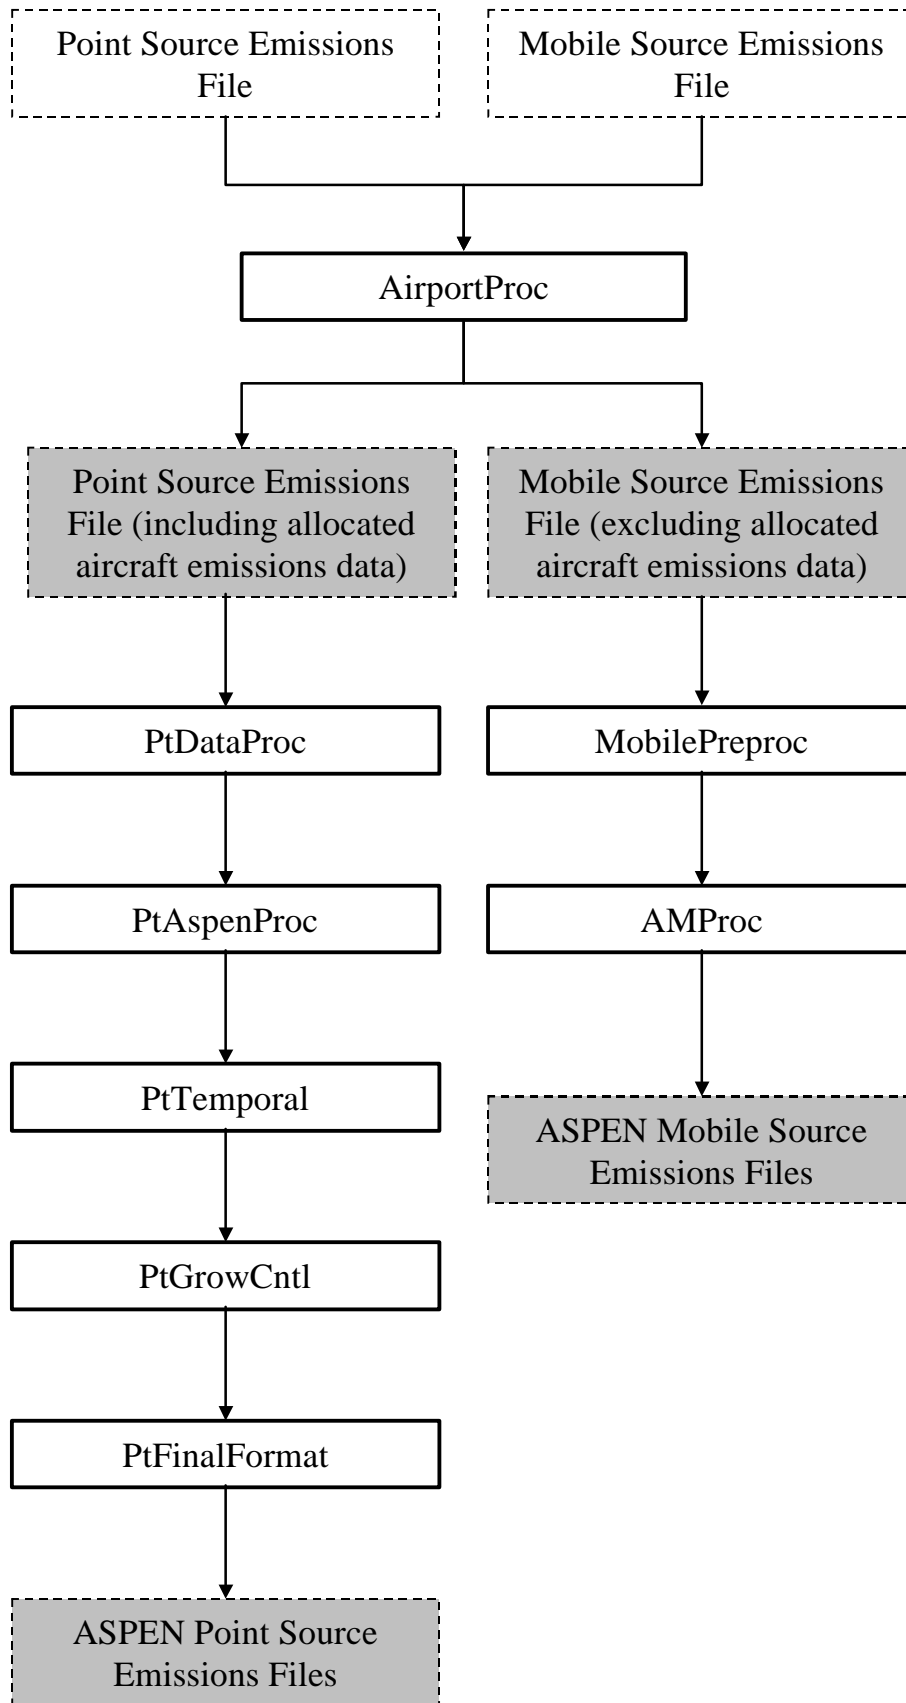 Point Source Emissions
File
Mobile Source Emissions
File
AirportProc
Point Source Emissions
File (including allocated
aircraft emissions data)
Mobile Source Emissions
File (excluding allocated
aircraft emissions data)
PtDataProc
MobilePreproc
PtAspenProc
AMProc
PtTemporal
ASPEN Mobile Source
Emissions Files
PtGrowCntl
PtFinalFormat
ASPEN Point Source
Emissions Files